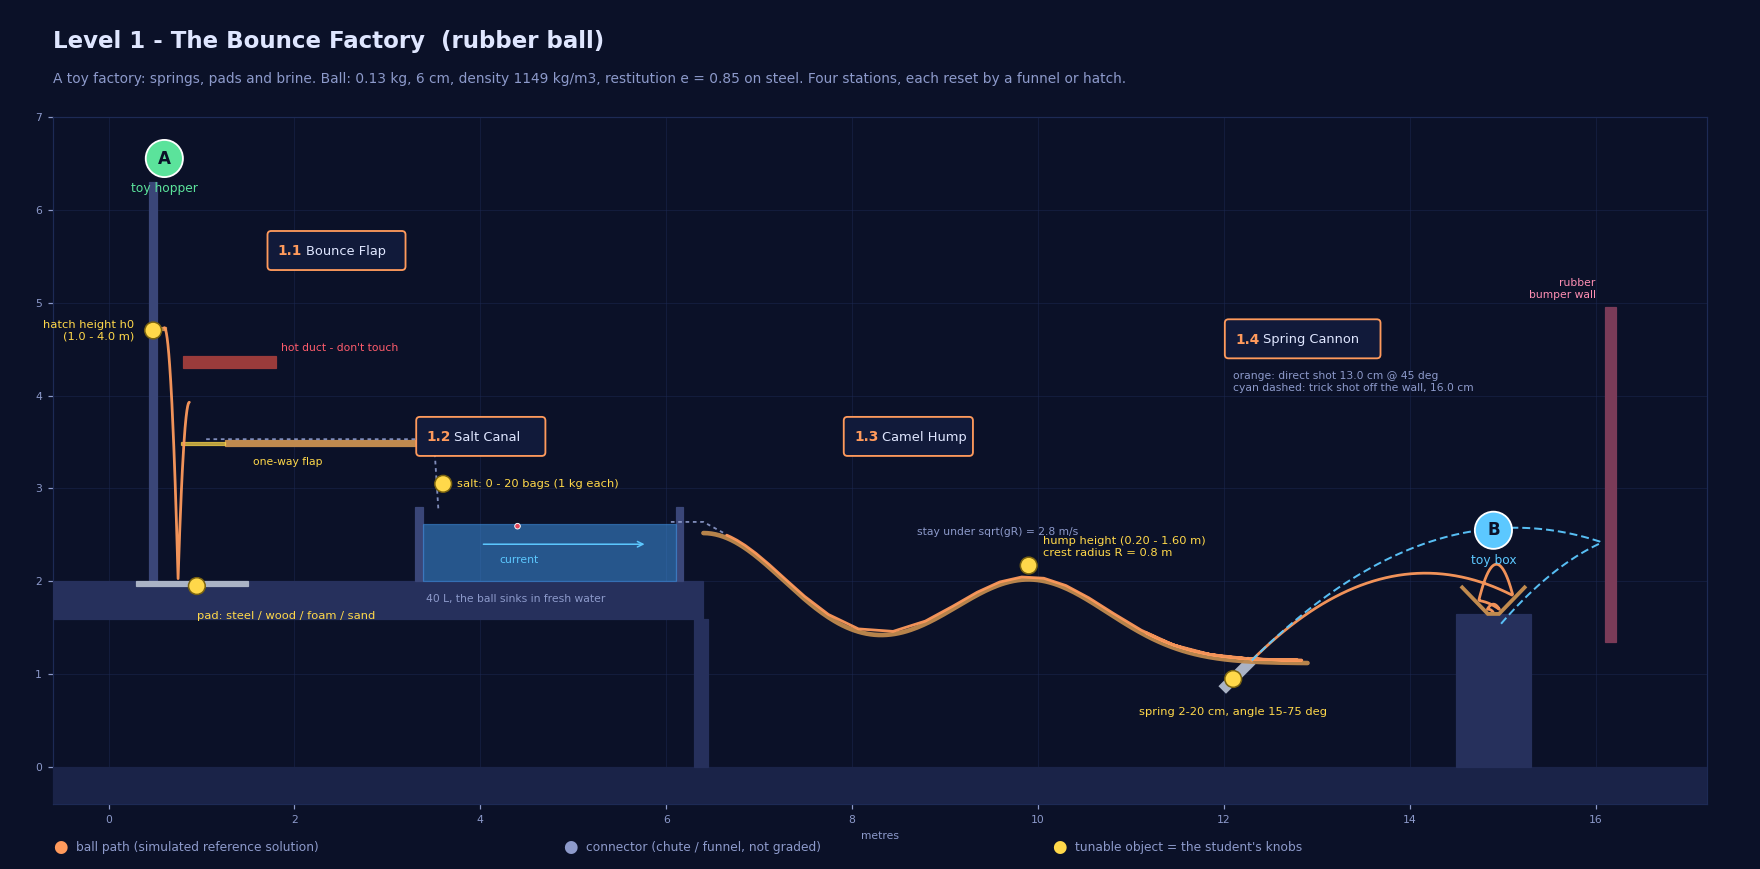 Level 1 - The Bounce Factory  (rubber ball)
A toy factory: springs, pads and brine. Ball: 0.13 kg, 6 cm, density 1149 kg/m3, restitution e = 0.85 on steel. Four stations, each reset by a funnel or hatch.
7
A
toy hopper
6
1.1 Bounce Flap
rubber
bumper wall
5
hatch height h0
(1.0 - 4.0 m)
hot duct - don't touch
1.4 Spring Cannon
orange: direct shot 13.0 cm @ 45 deg
cyan dashed: trick shot off the wall, 16.0 cm
4
1.2 Salt Canal
1.3 Camel Hump
one-way flap
salt: 0 - 20 bags (1 kg each)
3
stay under sqrt(gR) = 2.8 m/s
hump height (0.20 - 1.60 m)
crest radius R = 0.8 m
B
toy box
current
2
40 L, the ball sinks in fresh water
pad: steel / wood / foam / sand
1
spring 2-20 cm, angle 15-75 deg
0
0 2 4 6 8 10 12 14 16
metres
ball path (simulated reference solution)
connector (chute / funnel, not graded)
tunable object = the student's knobs